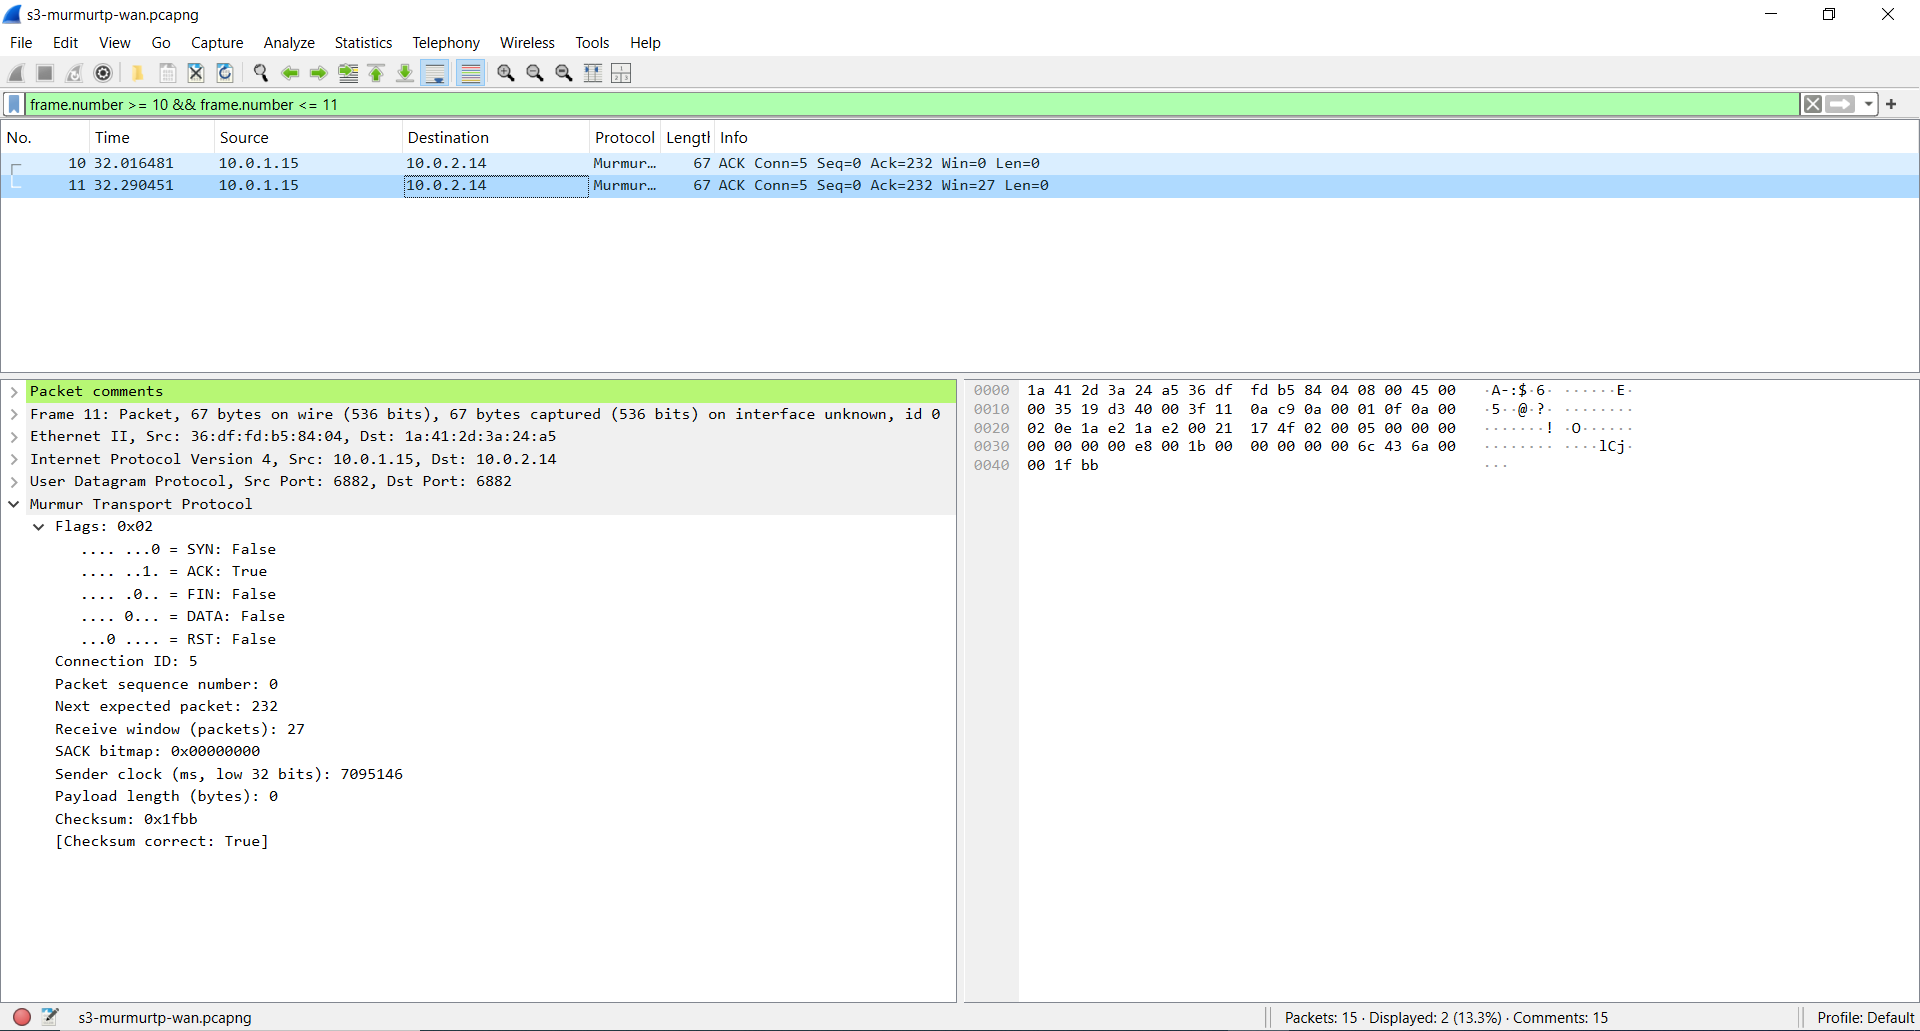 s3-murmurtp-wan.pcapng
File Edit View Go Capture Analyze Statistics Telephony Wireless Tools Help
frame.number >= 10 && frame.number <= 11
No. Time Source Destination Protocol Length Info
10 32.016481 10.0.1.15 10.0.2.14 Murmur… 67 ACK Conn=5 Seq=0 Ack=232 Win=0 Len=0
11 32.290451 10.0.1.15 10.0.2.14 Murmur… 67 ACK Conn=5 Seq=0 Ack=232 Win=27 Len=0
Packet comments
Frame 11: Packet, 67 bytes on wire (536 bits), 67 bytes captured (536 bits) on interface unknown, id 0
Ethernet II, Src: 36:df:fd:b5:84:04, Dst: 1a:41:2d:3a:24:a5
Internet Protocol Version 4, Src: 10.0.1.15, Dst: 10.0.2.14
User Datagram Protocol, Src Port: 6882, Dst Port: 6882
Murmur Transport Protocol
Flags: 0x02
.... ...0 = SYN: False
.... ..1. = ACK: True
.... .0.. = FIN: False
.... 0... = DATA: False
...0 .... = RST: False
Connection ID: 5
Packet sequence number: 0
Next expected packet: 232
Receive window (packets): 27
SACK bitmap: 0x00000000
Sender clock (ms, low 32 bits): 7095146
Payload length (bytes): 0
Checksum: 0x1fbb
[Checksum correct: True]
0000 1a 41 2d 3a 24 a5 36 df fd b5 84 04 08 00 45 00 ·A-:$·6· ······E·
0010 00 35 19 d3 40 00 3f 11 0a c9 0a 00 01 0f 0a 00 ·5··@·?· ········
0020 02 0e 1a e2 1a e2 00 21 17 4f 02 00 05 00 00 00 ·······! ·O······
0030 00 00 00 00 e8 00 1b 00 00 00 00 00 6c 43 6a 00 ········ ····lCj·
0040 00 1f bb ···
s3-murmurtp-wan.pcapng
Packets: 15 · Displayed: 2 (13.3%) · Comments: 15
Profile: Default